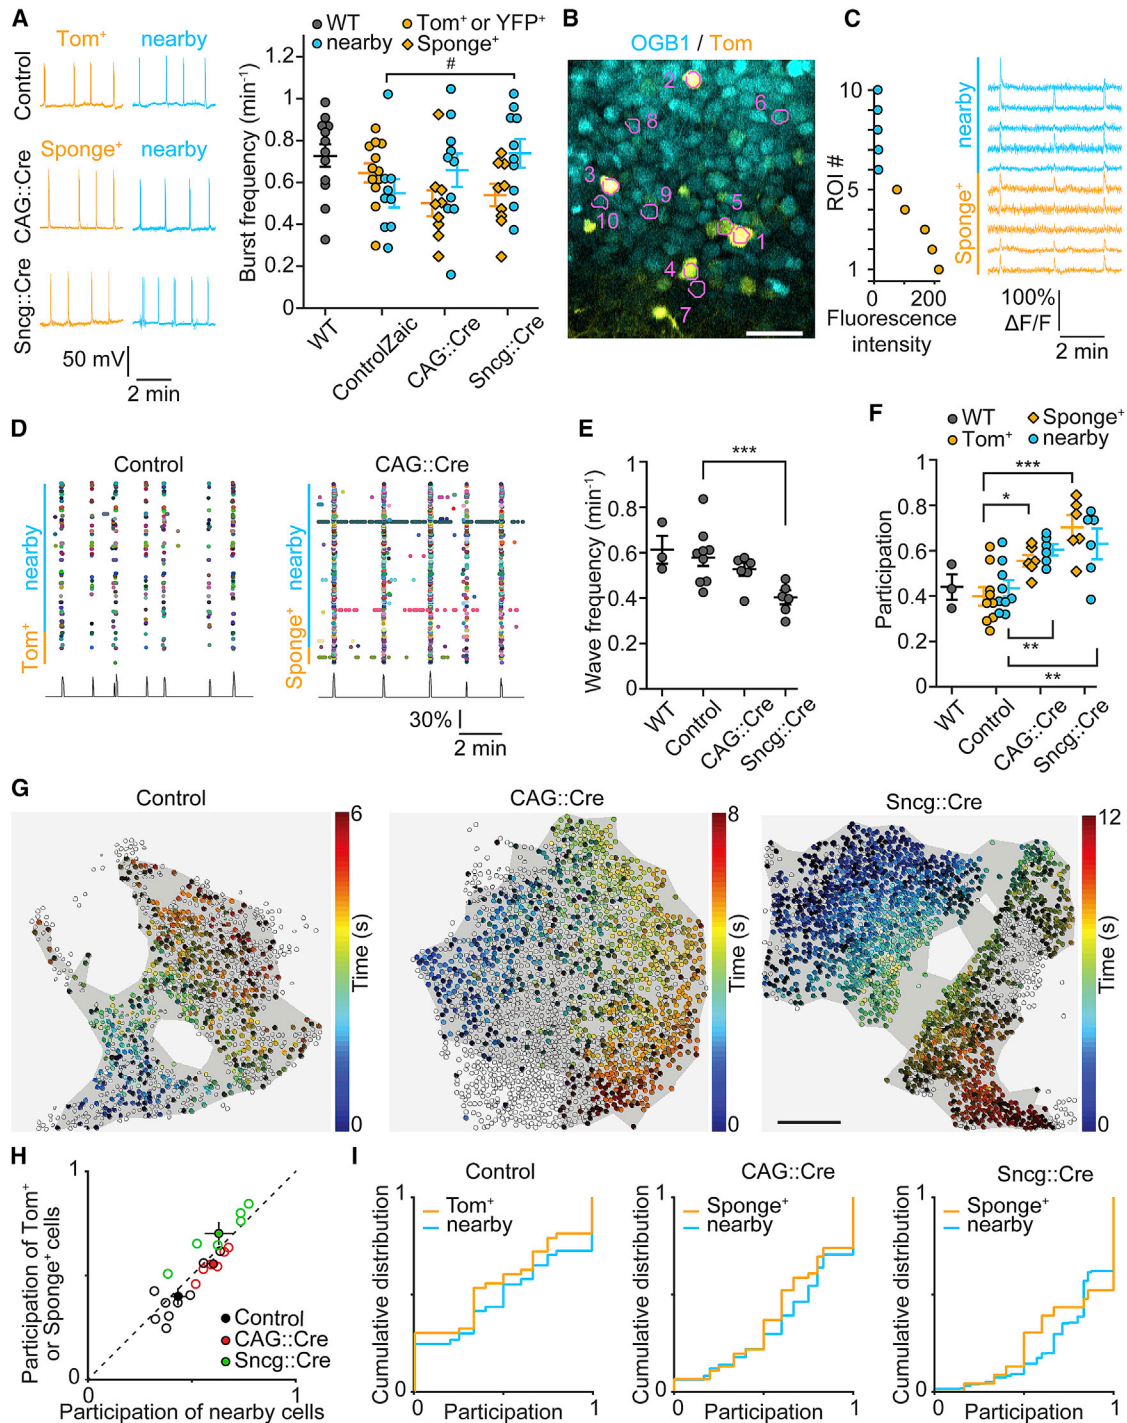 A
Tom⁺ nearby
Control
Sponge⁺ nearby
CAG::Cre
Sncg::Cre
50 mV
2 min
WT
Tom⁺ or YFP⁺
nearby
Sponge⁺
#
Burst frequency (min⁻¹)
1.2
1
0.8
0.6
0.4
0.2
0
WT
ControlZaic
CAG::Cre
Sncg::Cre
B
OGB1 / Tom
2
6
8
3
9
5
10
1
4
7
C
ROI #
10
5
1
0 200
Fluorescence
intensity
nearby
Sponge⁺
100%
ΔF/F
2 min
D
Control
CAG::Cre
nearby
Tom⁺
nearby
Sponge⁺
30%
2 min
E
Wave frequency (min⁻¹)
1
0.8
0.6
0.4
0.2
0
***
WT
Control
CAG::Cre
Sncg::Cre
F
WT
Sponge⁺
Tom⁺
nearby
Participation
1
0.8
0.6
0.4
0.2
0
***
*
**
**
WT
Control
CAG::Cre
Sncg::Cre
G
Control
6
Time (s)
0
CAG::Cre
8
Time (s)
0
Sncg::Cre
12
Time (s)
0
H
Participation of Tom⁺
or Sponge⁺ cells
1
0
Control
CAG::Cre
Sncg::Cre
0 1
Participation of nearby cells
I
Control
Cumulative distribution
1
Tom⁺
nearby
0
0 1
Participation
CAG::Cre
Cumulative distribution
1
Sponge⁺
nearby
0
0 1
Participation
Sncg::Cre
Cumulative distribution
1
Sponge⁺
nearby
0
0 1
Participation